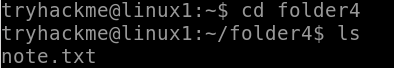 tryhackme@linux1:~$ cd folder4
tryhackme@linux1:~/folder4$ ls
note.txt